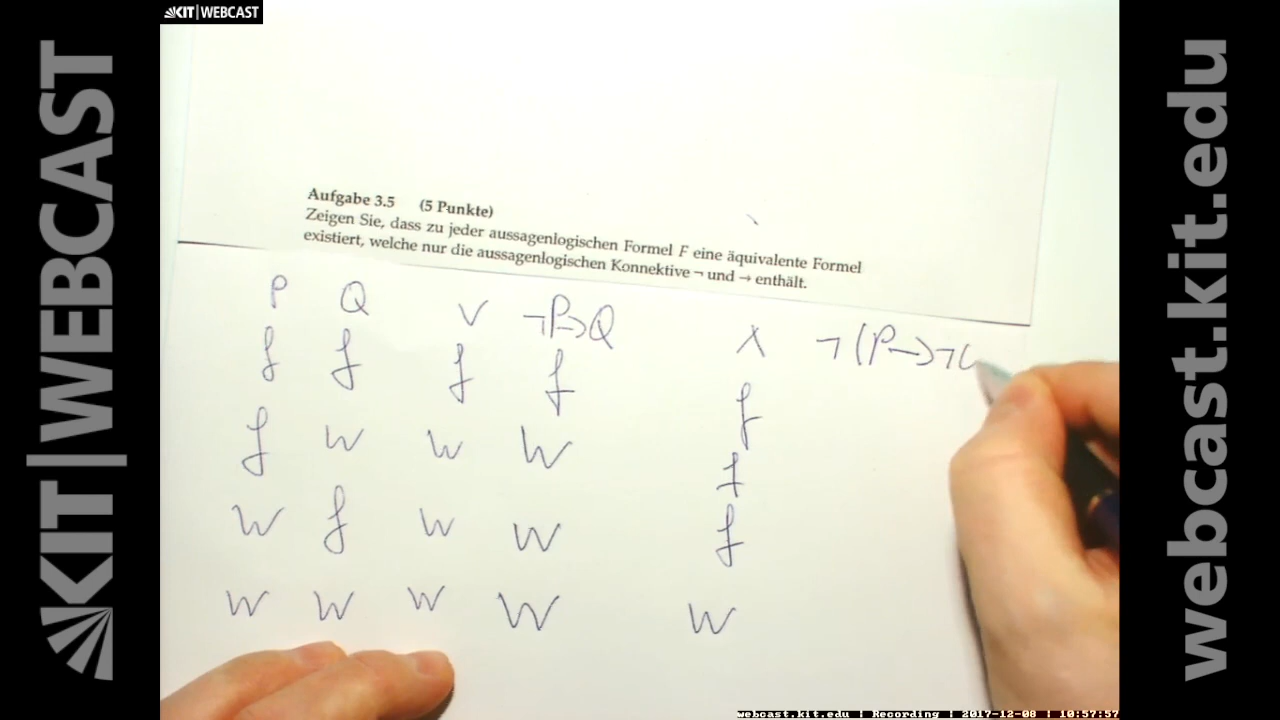 KIT|WEBCAST
KIT|WEBCAST
webcast.kit.edu
Aufgabe 3.5 (5 Punkte)
Zeigen Sie, dass zu jeder aussagenlogischen Formel F eine äquivalente Formel
existiert, welche nur die aussagenlogischen Konnektive ¬ und → enthält.
P Q ∨ ¬P→Q ∧ ¬(P→¬
f f f f f
f w w w f
w f w w f
w w w w w
webcast.kit.edu | Recording | 2017-12-08 | 10:57:57